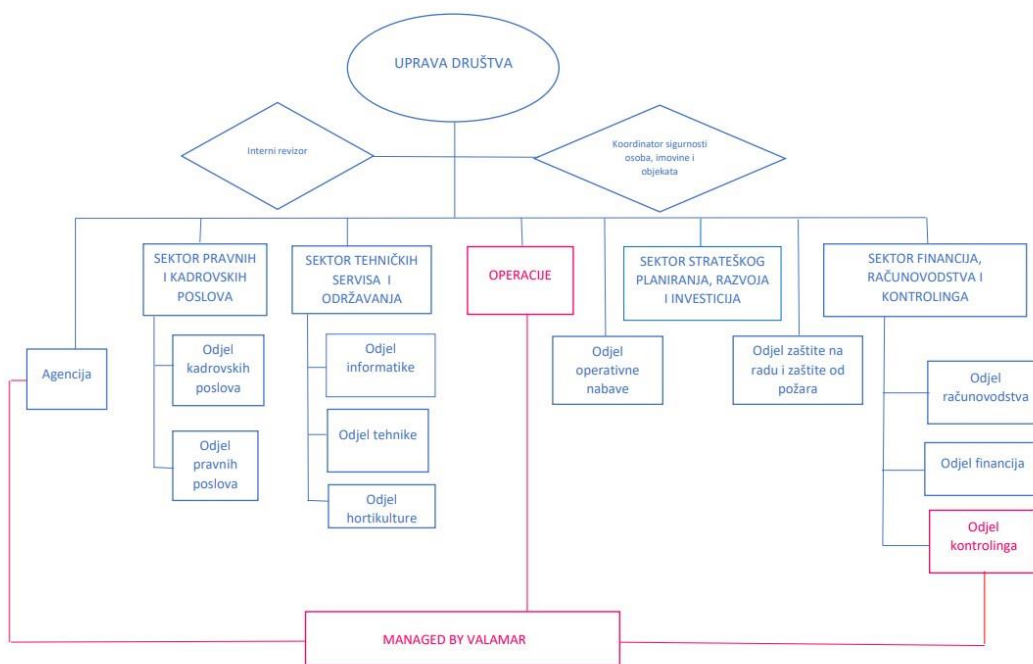 UPRAVA DRUŠTVA
Interni revizor
Koordinator sigurnosti
osoba, imovine i
objekata
SEKTOR PRAVNIH
I KADROVSKIH
POSLOVA
SEKTOR TEHNIČKIH
SERVISA I
ODRŽAVANJA
OPERACIJE
SEKTOR STRATEŠKOG
PLANIRANJA, RAZVOJA
I INVESTICIJA
SEKTOR FINANCIJA,
RAČUNOVODSTVA I
KONTROLINGA
Agencija
Odjel
kadrovskih
poslova
Odjel
informatike
Odjel
operativne
nabave
Odjel zaštite na
radu i zaštite od
požara
Odjel
računovodstva
Odjel
pravnih
poslova
Odjel tehnike
Odjel financija
Odjel
hortikulture
Odjel
kontrolinga
MANAGED BY VALAMAR